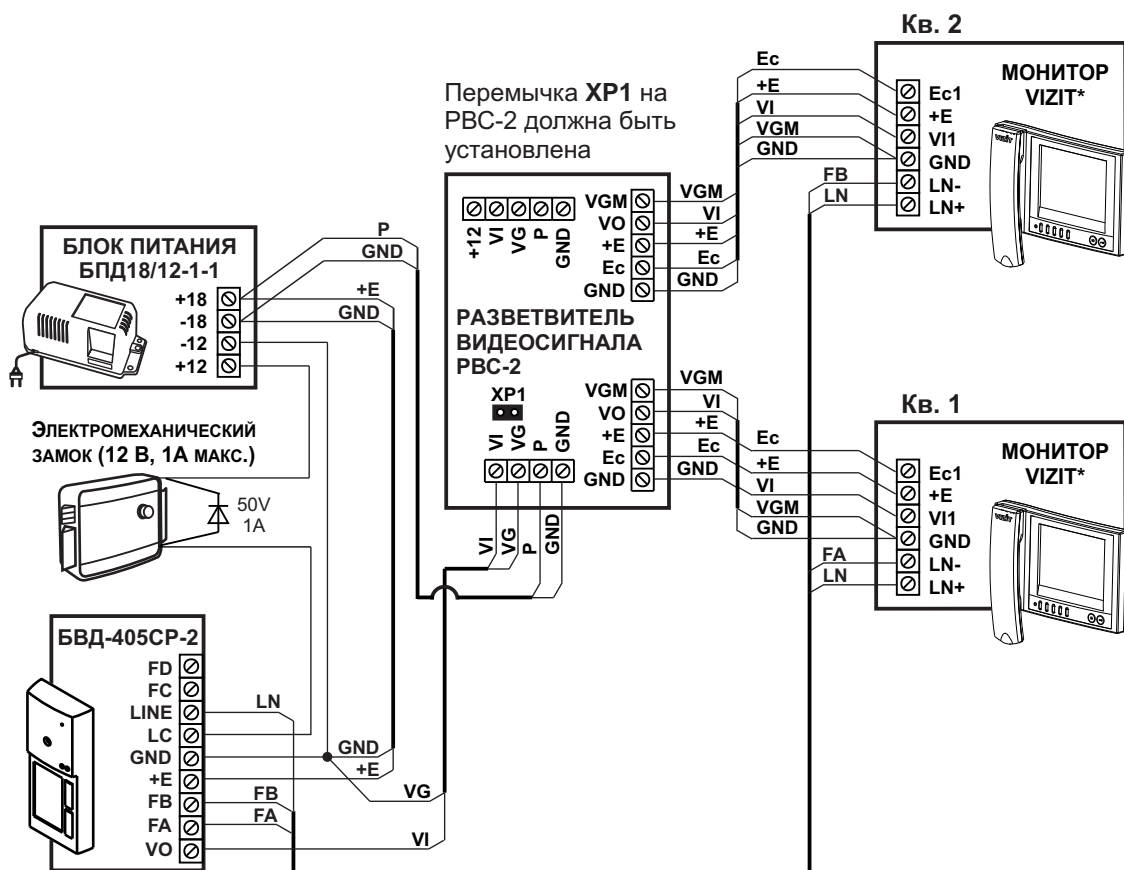 Кв. 2
МОНИТОР
VIZIT*
Ec
+E
VI
VGM
GND
FB
LN
Ec1
+E
VI1
GND
LN-
LN+
Перемычка XP1 на
РВС-2 должна быть
установлена
+12
VI
VG
P
GND
VGM
VO
+E
Ec
GND
VGM
VI
+E
Ec
GND
РАЗВЕТВИТЕЛЬ
ВИДЕОСИГНАЛА
РВС-2
XP1
VI
VG
P
GND
VGM
VO
+E
Ec
GND
VGM
VI
+E
Ec
GND
VI
VG
P
GND
Кв. 1
МОНИТОР
VIZIT*
Ec
+E
VI
VGM
GND
FA
LN
Ec1
+E
VI1
GND
LN-
LN+
БЛОК ПИТАНИЯ
БПД18/12-1-1
+18
-18
-12
+12
P
GND
+E
GND
ЭЛЕКТРОМЕХАНИЧЕСКИЙ
ЗАМОК (12 В, 1А МАКС.)
50V
1A
БВД-405CP-2
FD
FC
LINE
LC
GND
+E
FB
FA
VO
LN
GND
+E
FB
FA
VG
VI